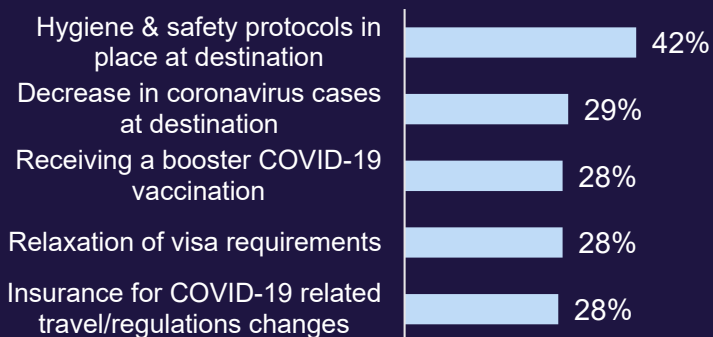 Hygiene & safety protocols in
place at destination
42%
Decrease in coronavirus cases
at destination
29%
Receiving a booster COVID-19
vaccination
28%
Relaxation of visa requirements
28%
Insurance for COVID-19 related
travel/regulations changes
28%